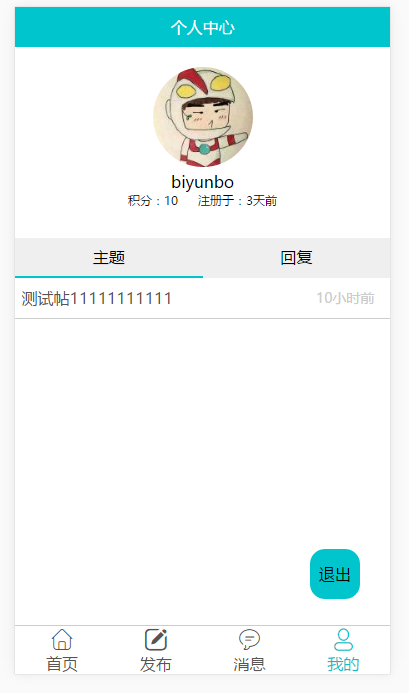 个人中心
biyunbo
积分：10 注册于：3天前
主题 回复
测试帖11111111111 10小时前
退出
首页 发布 消息 我的